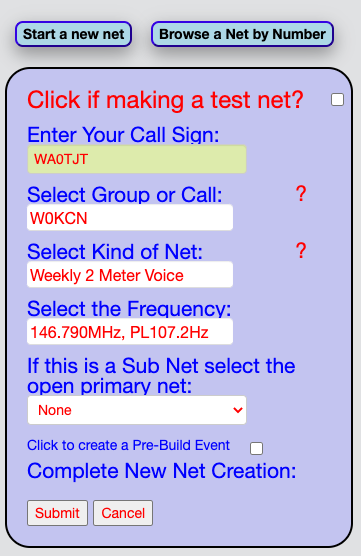 Start a new net
Browse a Net by Number
Click if making a test net?
Enter Your Call Sign:
WA0TJT
Select Group or Call:
?
W0KCN
Select Kind of Net:
?
Weekly 2 Meter Voice
Select the Frequency:
146.790MHz, PL107.2Hz
If this is a Sub Net select the
open primary net:
None
Click to create a Pre-Build Event
Complete New Net Creation:
Submit
Cancel